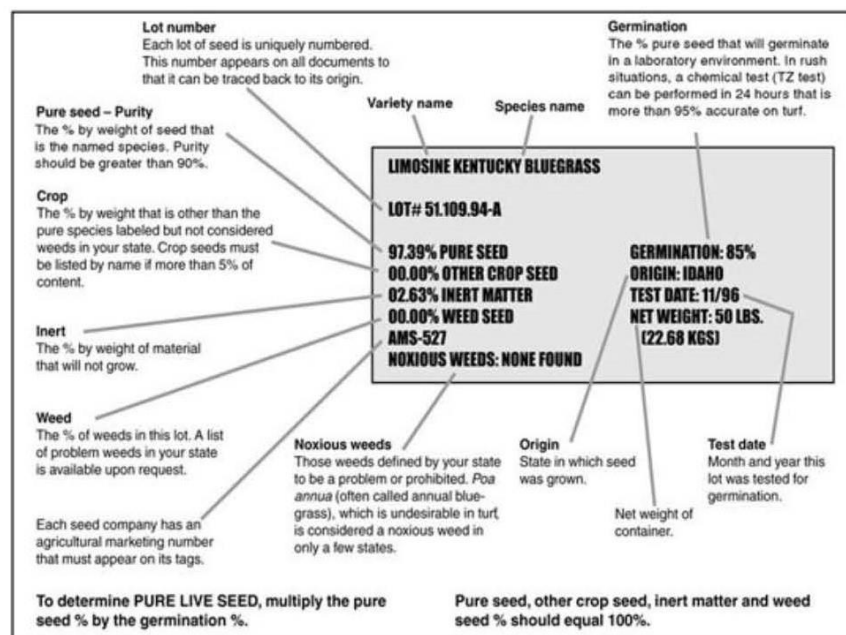 Lot number
Each lot of seed is uniquely numbered.
This number appears on all documents to
that it can be traced back to its origin.
Germination
The % pure seed that will germinate
in a laboratory environment. In rush
situations, a chemical test (TZ test)
can be performed in 24 hours that is
more than 95% accurate on turf.
Variety name
Species name
Pure seed – Purity
The % by weight of seed that
is the named species. Purity
should be greater than 90%.
Crop
The % by weight that is other than the
pure species labeled but not considered
weeds in your state. Crop seeds must
be listed by name if more than 5% of
content.
Inert
The % by weight of material
that will not grow.
Weed
The % of weeds in this lot. A list
of problem weeds in your state
is available upon request.
Each seed company has an
agricultural marketing number
that must appear on its tags.
LIMOSINE KENTUCKY BLUEGRASS
LOT# 51.109.94-A
97.39% PURE SEED
00.00% OTHER CROP SEED
02.63% INERT MATTER
00.00% WEED SEED
AMS-527
NOXIOUS WEEDS: NONE FOUND
GERMINATION: 85%
ORIGIN: IDAHO
TEST DATE: 11/96
NET WEIGHT: 50 LBS.
(22.68 KGS)
Noxious weeds
Those weeds defined by your state
to be a problem or prohibited. Poa
annua (often called annual blue-
grass), which is undesirable in turf,
is considered a noxious weed in
only a few states.
Origin
State in which seed
was grown.
Net weight of
container.
Test date
Month and year this
lot was tested for
germination.
To determine PURE LIVE SEED, multiply the pure
seed % by the germination %.
Pure seed, other crop seed, inert matter and weed
seed % should equal 100%.